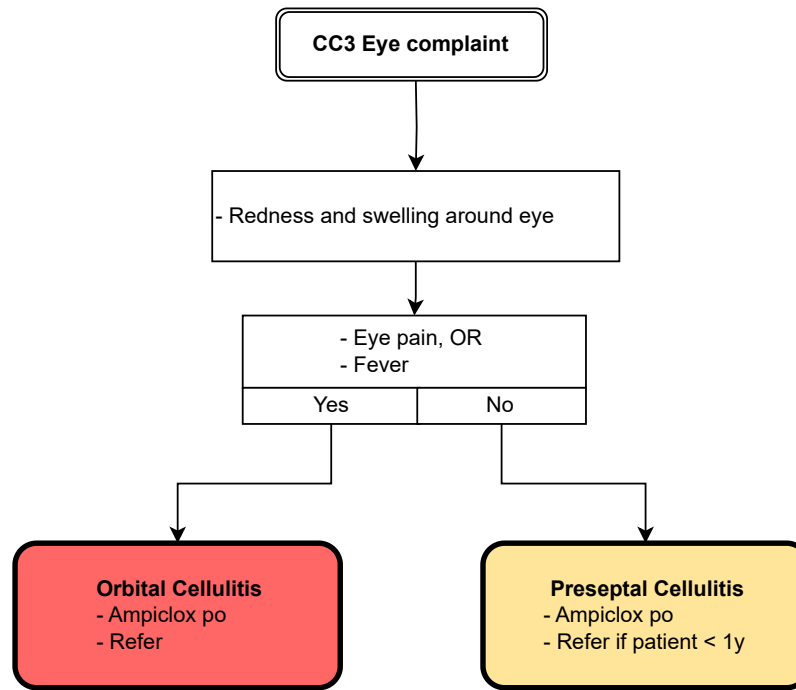 CC3 Eye complaint
- Redness and swelling around eye
- Eye pain, OR
- Fever
Yes
No
Orbital Cellulitis
- Ampiclox po
- Refer
Preseptal Cellulitis
- Ampiclox po
- Refer if patient < 1y